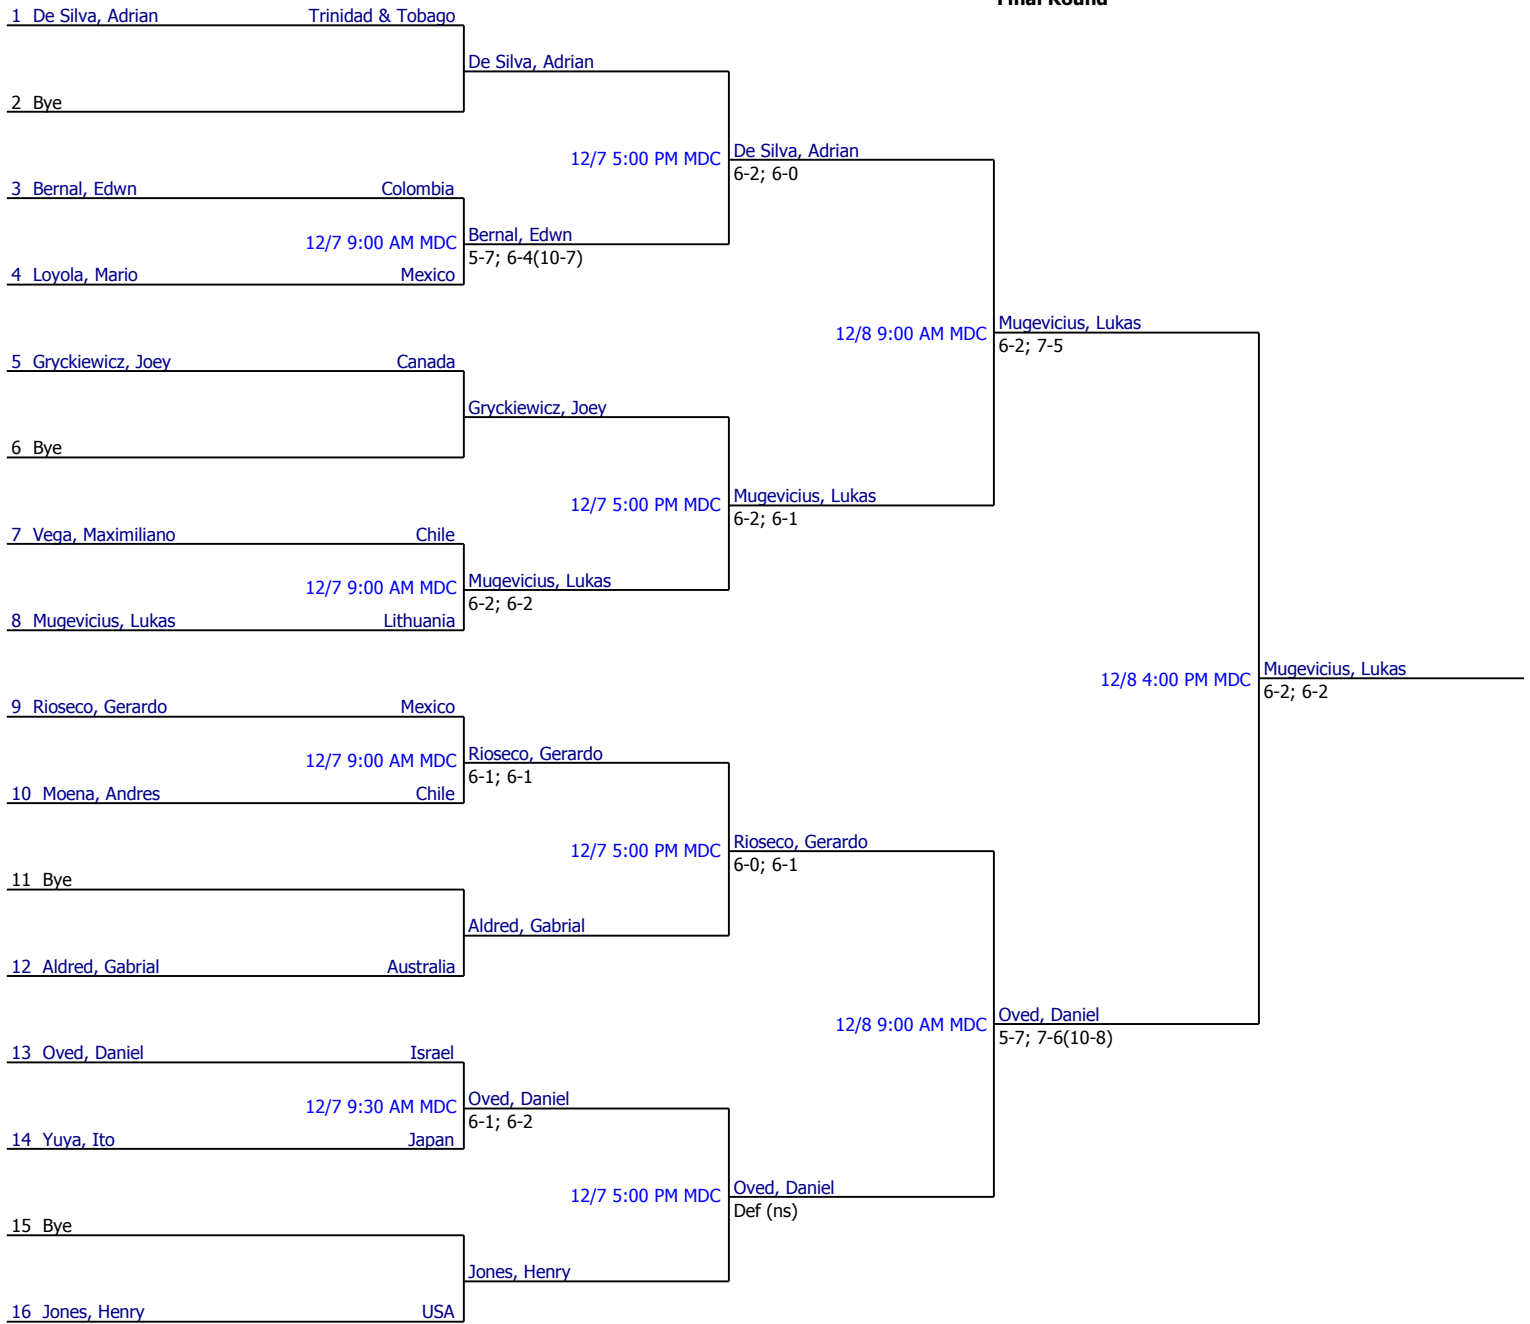 Final Round
1 De Silva, Adrian Trinidad & Tobago
De Silva, Adrian
2 Bye
12/7 5:00 PM MDC De Silva, Adrian
6-2; 6-0
3 Bernal, Edwn Colombia
12/7 9:00 AM MDC Bernal, Edwn
5-7; 6-4(10-7)
4 Loyola, Mario Mexico
12/8 9:00 AM MDC Mugevicius, Lukas
6-2; 7-5
5 Gryckiewicz, Joey Canada
Gryckiewicz, Joey
6 Bye
12/7 5:00 PM MDC Mugevicius, Lukas
6-2; 6-1
7 Vega, Maximiliano Chile
12/7 9:00 AM MDC Mugevicius, Lukas
6-2; 6-2
8 Mugevicius, Lukas Lithuania
12/8 4:00 PM MDC Mugevicius, Lukas
6-2; 6-2
9 Rioseco, Gerardo Mexico
12/7 9:00 AM MDC Rioseco, Gerardo
6-1; 6-1
10 Moena, Andres Chile
12/7 5:00 PM MDC Rioseco, Gerardo
6-0; 6-1
11 Bye
Aldred, Gabrial
12 Aldred, Gabrial Australia
12/8 9:00 AM MDC Oved, Daniel
5-7; 7-6(10-8)
13 Oved, Daniel Israel
12/7 9:30 AM MDC Oved, Daniel
6-1; 6-2
14 Yuya, Ito Japan
12/7 5:00 PM MDC Oved, Daniel
Def (ns)
15 Bye
Jones, Henry
16 Jones, Henry USA